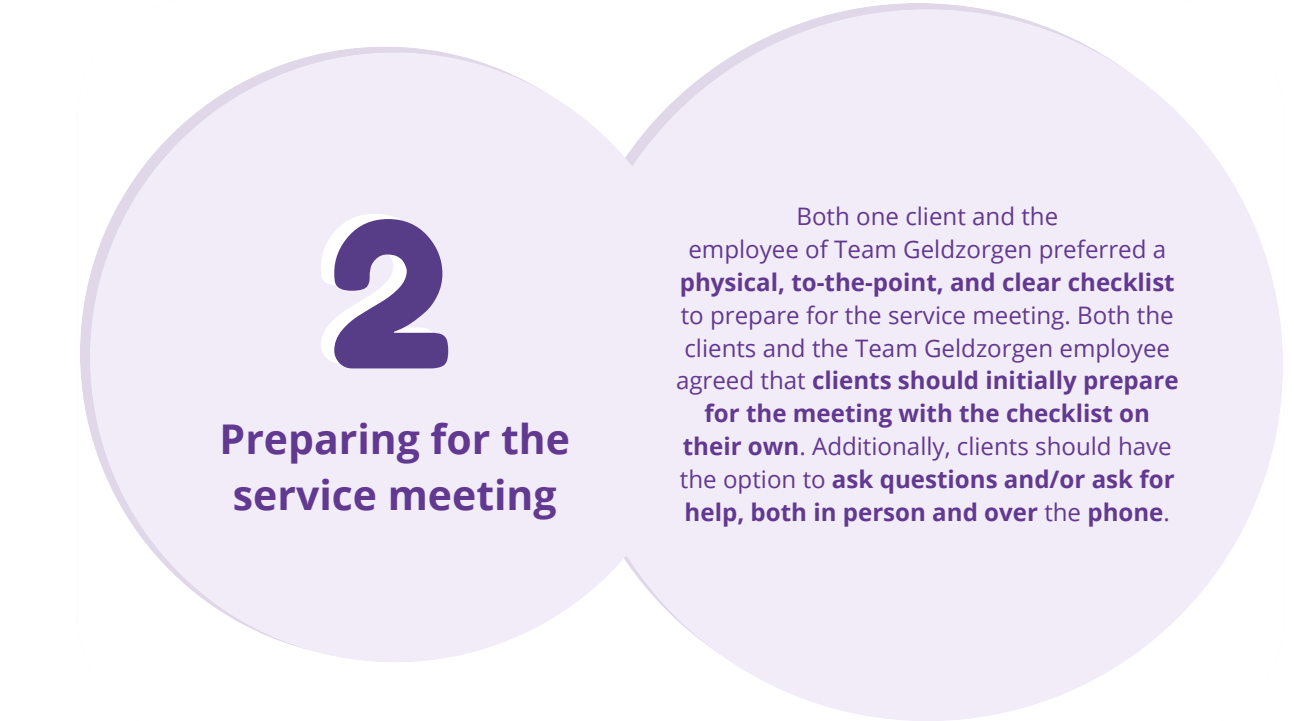 2
Preparing for the
service meeting
Both one client and the
employee of Team Geldzorgen preferred a
physical, to-the-point, and clear checklist
to prepare for the service meeting. Both the
clients and the Team Geldzorgen employee
agreed that clients should initially prepare
for the meeting with the checklist on
their own. Additionally, clients should have
the option to ask questions and/or ask for
help, both in person and over the phone.